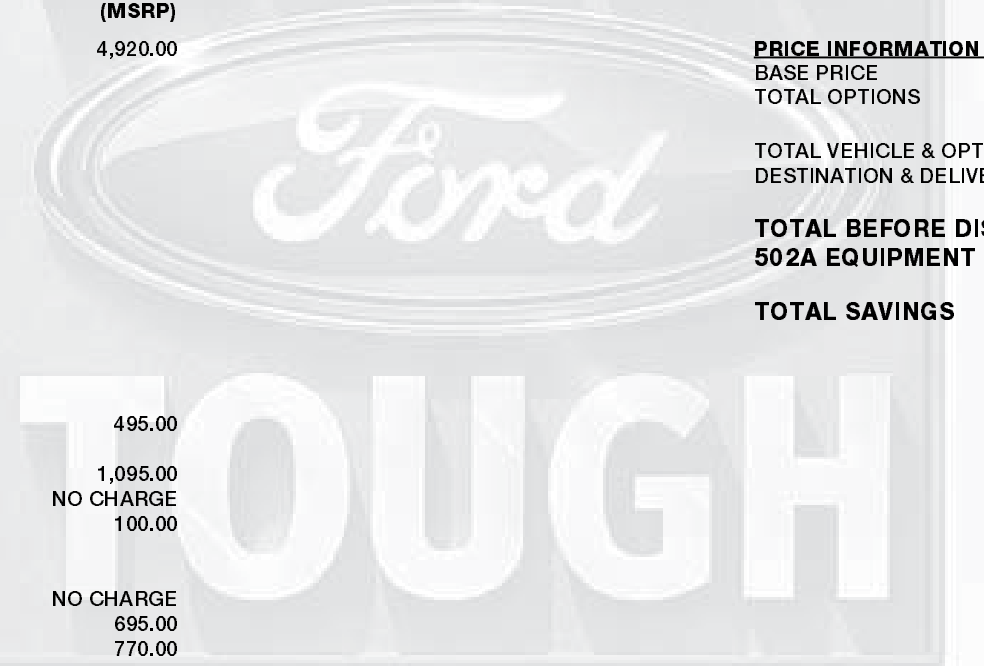 (MSRP)
4,920.00
495.00
1,095.00
NO CHARGE
100.00
NO CHARGE
695.00
770.00
Ford
TOUGH
PRICE INFORMATION
BASE PRICE
TOTAL OPTIONS
TOTAL VEHICLE & OPT
DESTINATION & DELIVE
TOTAL BEFORE DIS
502A EQUIPMENT
TOTAL SAVINGS